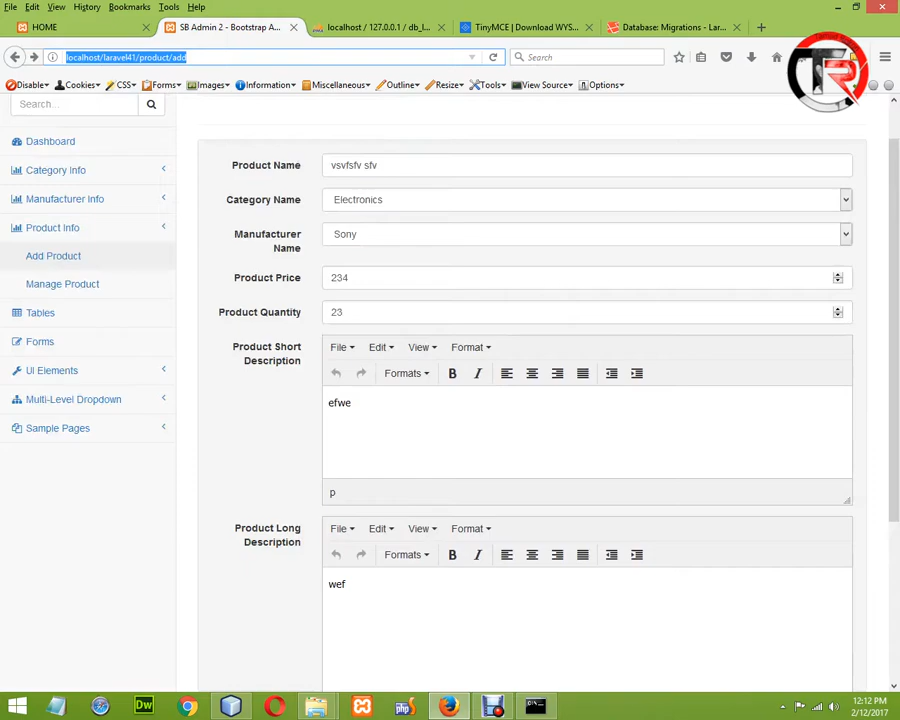 File Edit View History Bookmarks Tools Help
HOME
SB Admin 2 - Bootstrap A...
localhost / 127.0.0.1 / db_l...
TinyMCE | Download WYS...
Database: Migrations - Lar...
localhost/laravel41/product/add
Search
Disable Cookies CSS Forms Images Information Miscellaneous Outline Resize Tools View Source Options
Search...
Dashboard
Category Info
Manufacturer Info
Product Info
Add Product
Manage Product
Tables
Forms
UI Elements
Multi-Level Dropdown
Sample Pages
Product Name vsvfsfv sfv
Category Name Electronics
Manufacturer Name Sony
Product Price 234
Product Quantity 23
Product Short Description
File Edit View Format
Formats B I
efwe
p
Product Long Description
File Edit View Format
Formats B I
wef
Dw
php
12:12 PM
2/12/2017